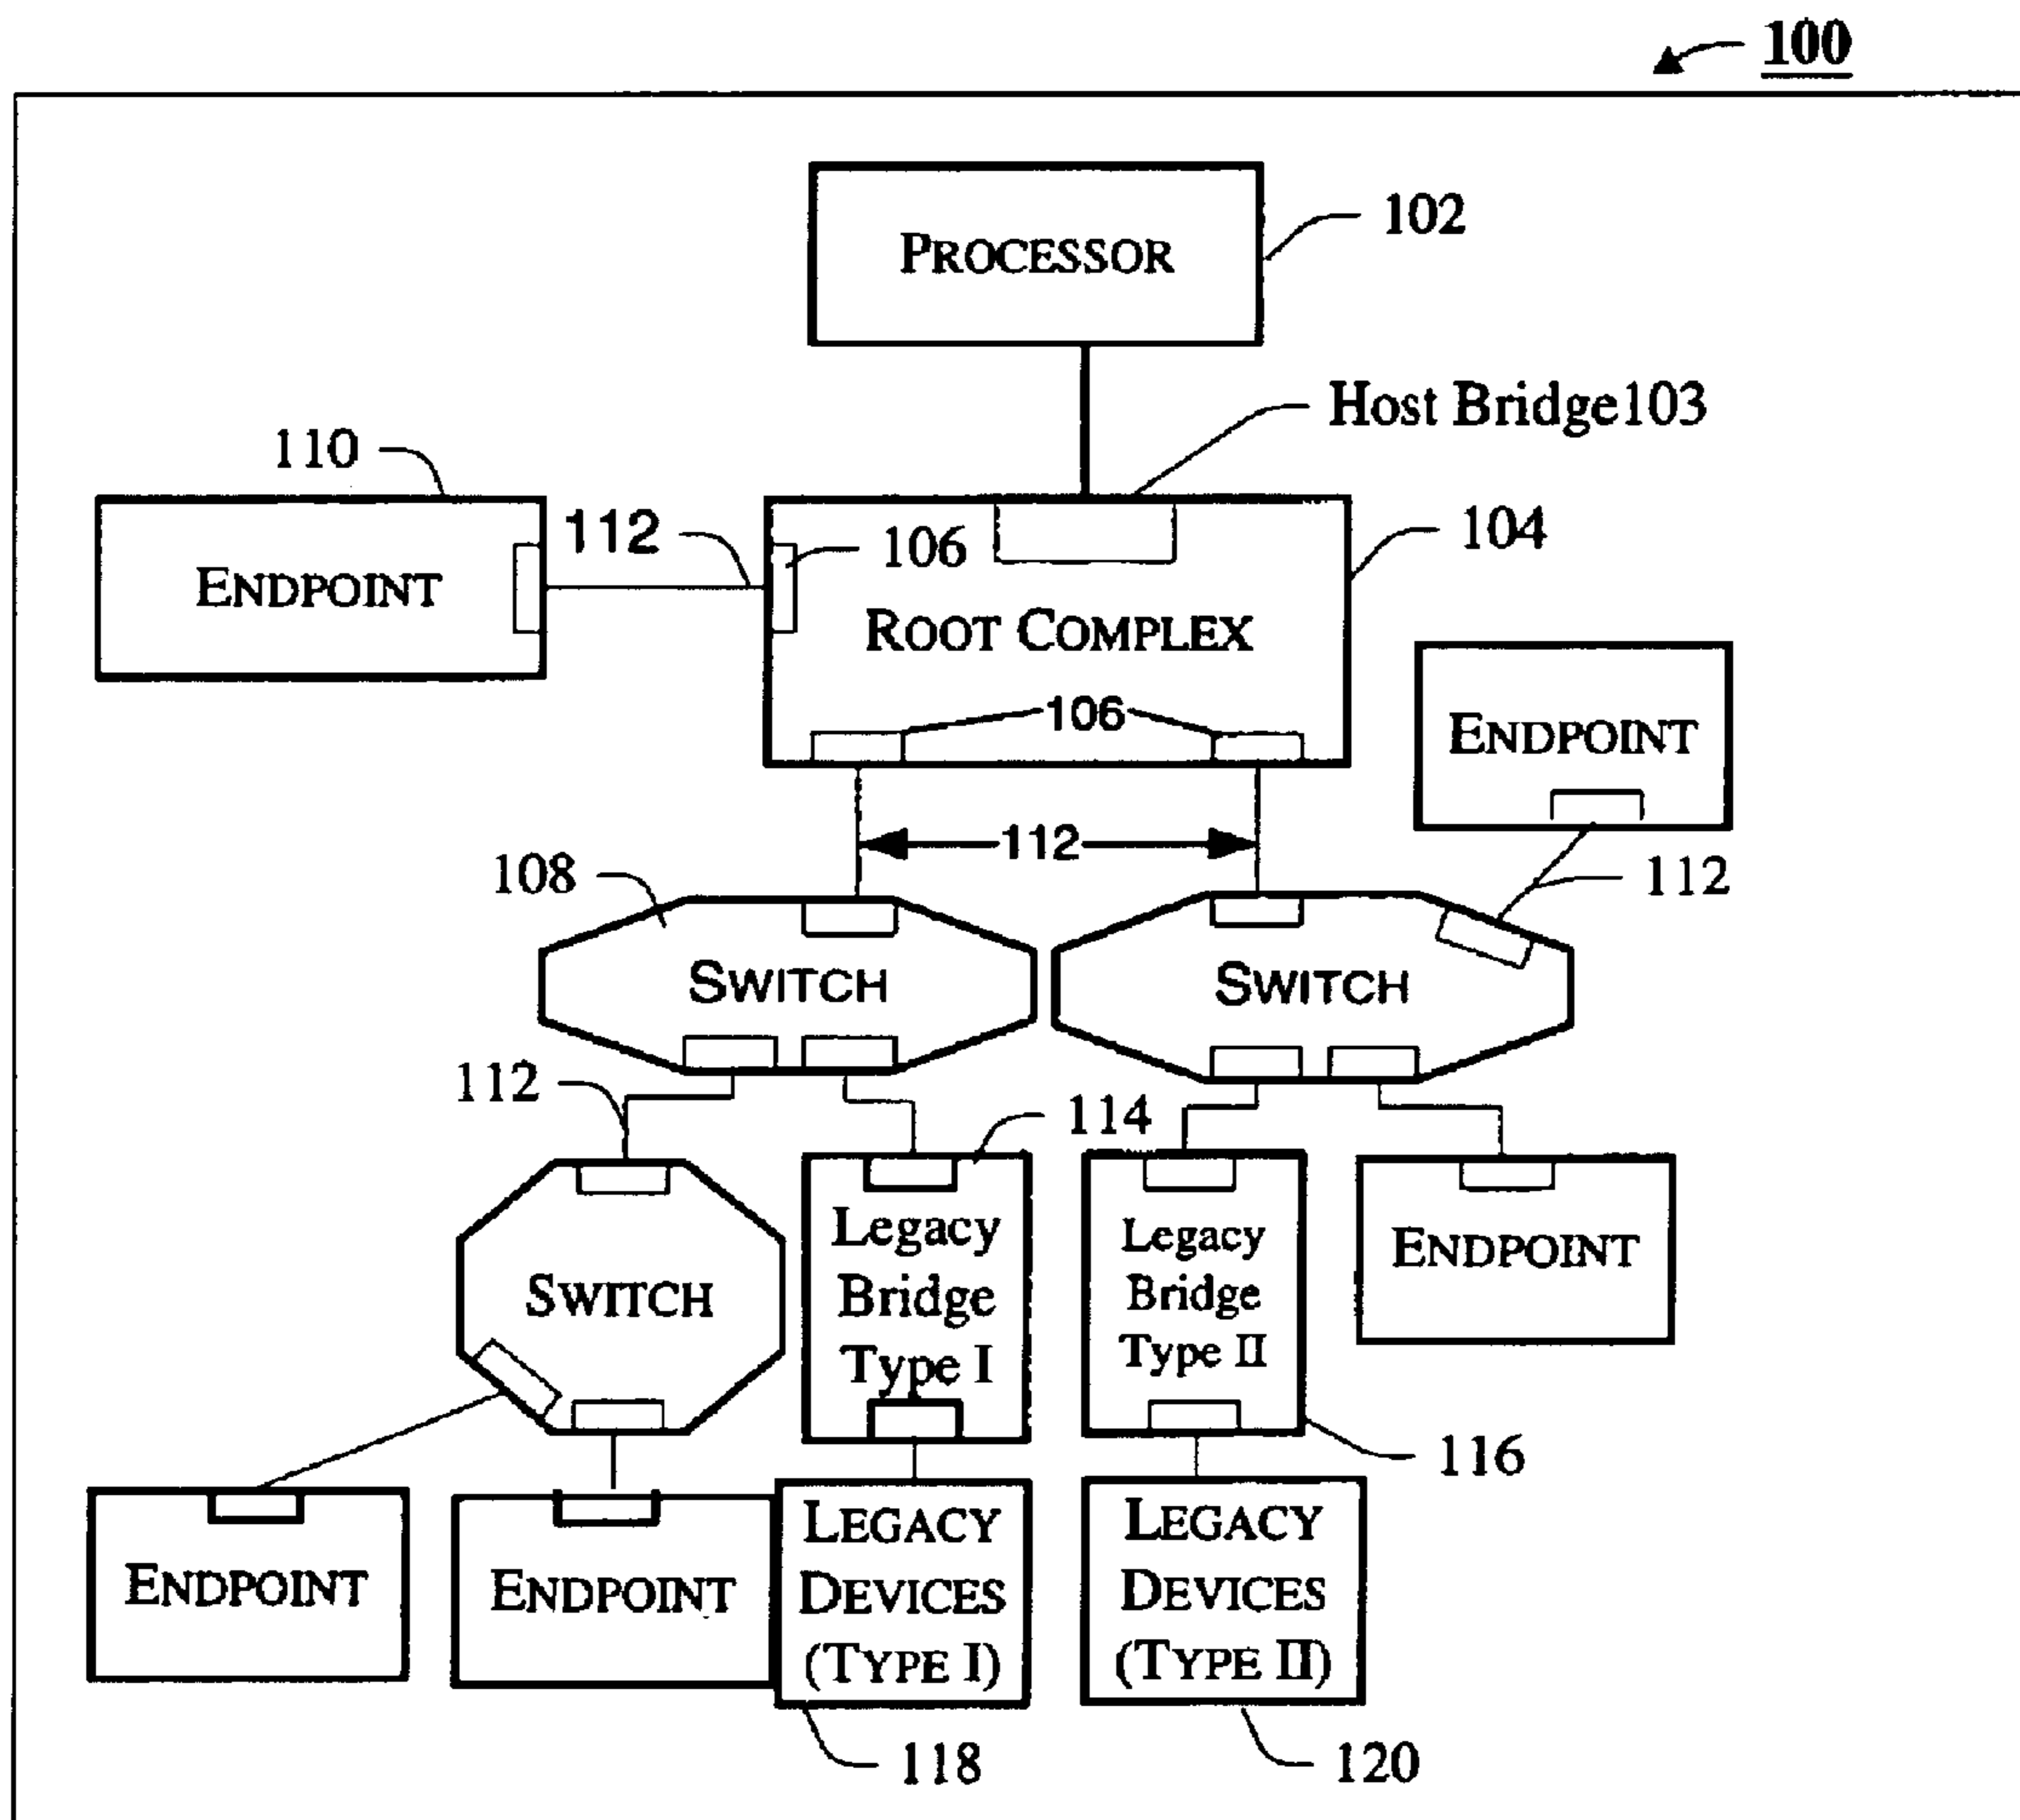 100
PROCESSOR
102
Host Bridge103
110
112
106
104
ENDPOINT
ROOT COMPLEX
106
ENDPOINT
112
108
112
SWITCH
SWITCH
112
114
Legacy
Bridge
Type I
Legacy
Bridge
Type II
ENDPOINT
SWITCH
116
ENDPOINT
ENDPOINT
LEGACY
DEVICES
(TYPE I)
LEGACY
DEVICES
(TYPE II)
118
120